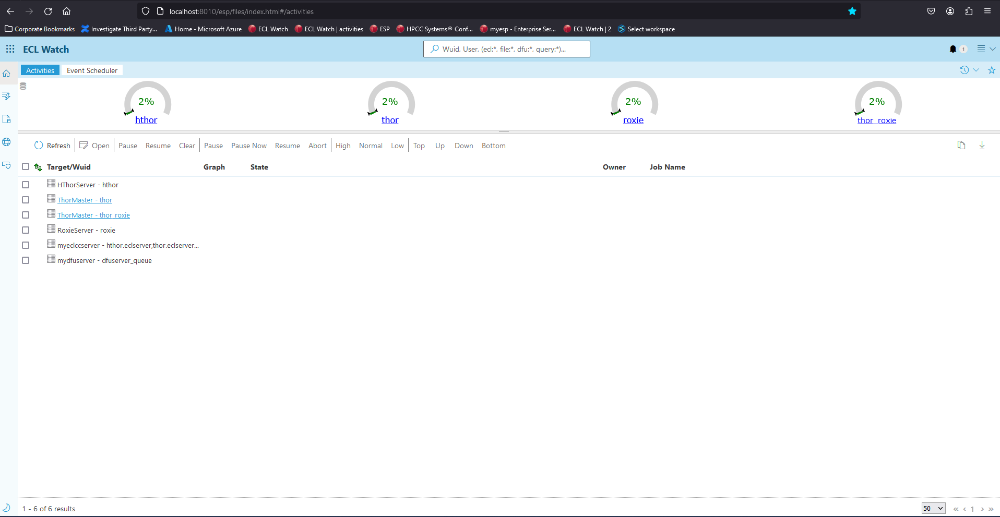 localhost:8010/esp/files/index.html#/activities
Corporate Bookmarks Investigate Third Party... Home - Microsoft Azure ECL Watch ECL Watch | activities ESP HPCC Systems® Conf... myesp - Enterprise Ser... ECL Watch | 2 Select workspace
ECL Watch Wuid, User, (ecl:*, file:*, dfu:*, query:*)... 1
Activities Event Scheduler
2% 2% 2% 2%
hthor thor roxie thor_roxie
Refresh Open Pause Resume Clear Pause Pause Now Resume Abort High Normal Low Top Up Down Bottom
Target/Wuid Graph State Owner Job Name
HThorServer - hthor
ThorMaster - thor
ThorMaster - thor_roxie
RoxieServer - roxie
myeclccserver - hthor.eclserver,thor.eclserver...
mydfuserver - dfuserver_queue
1 - 6 of 6 results 50 « ‹ 1 › »